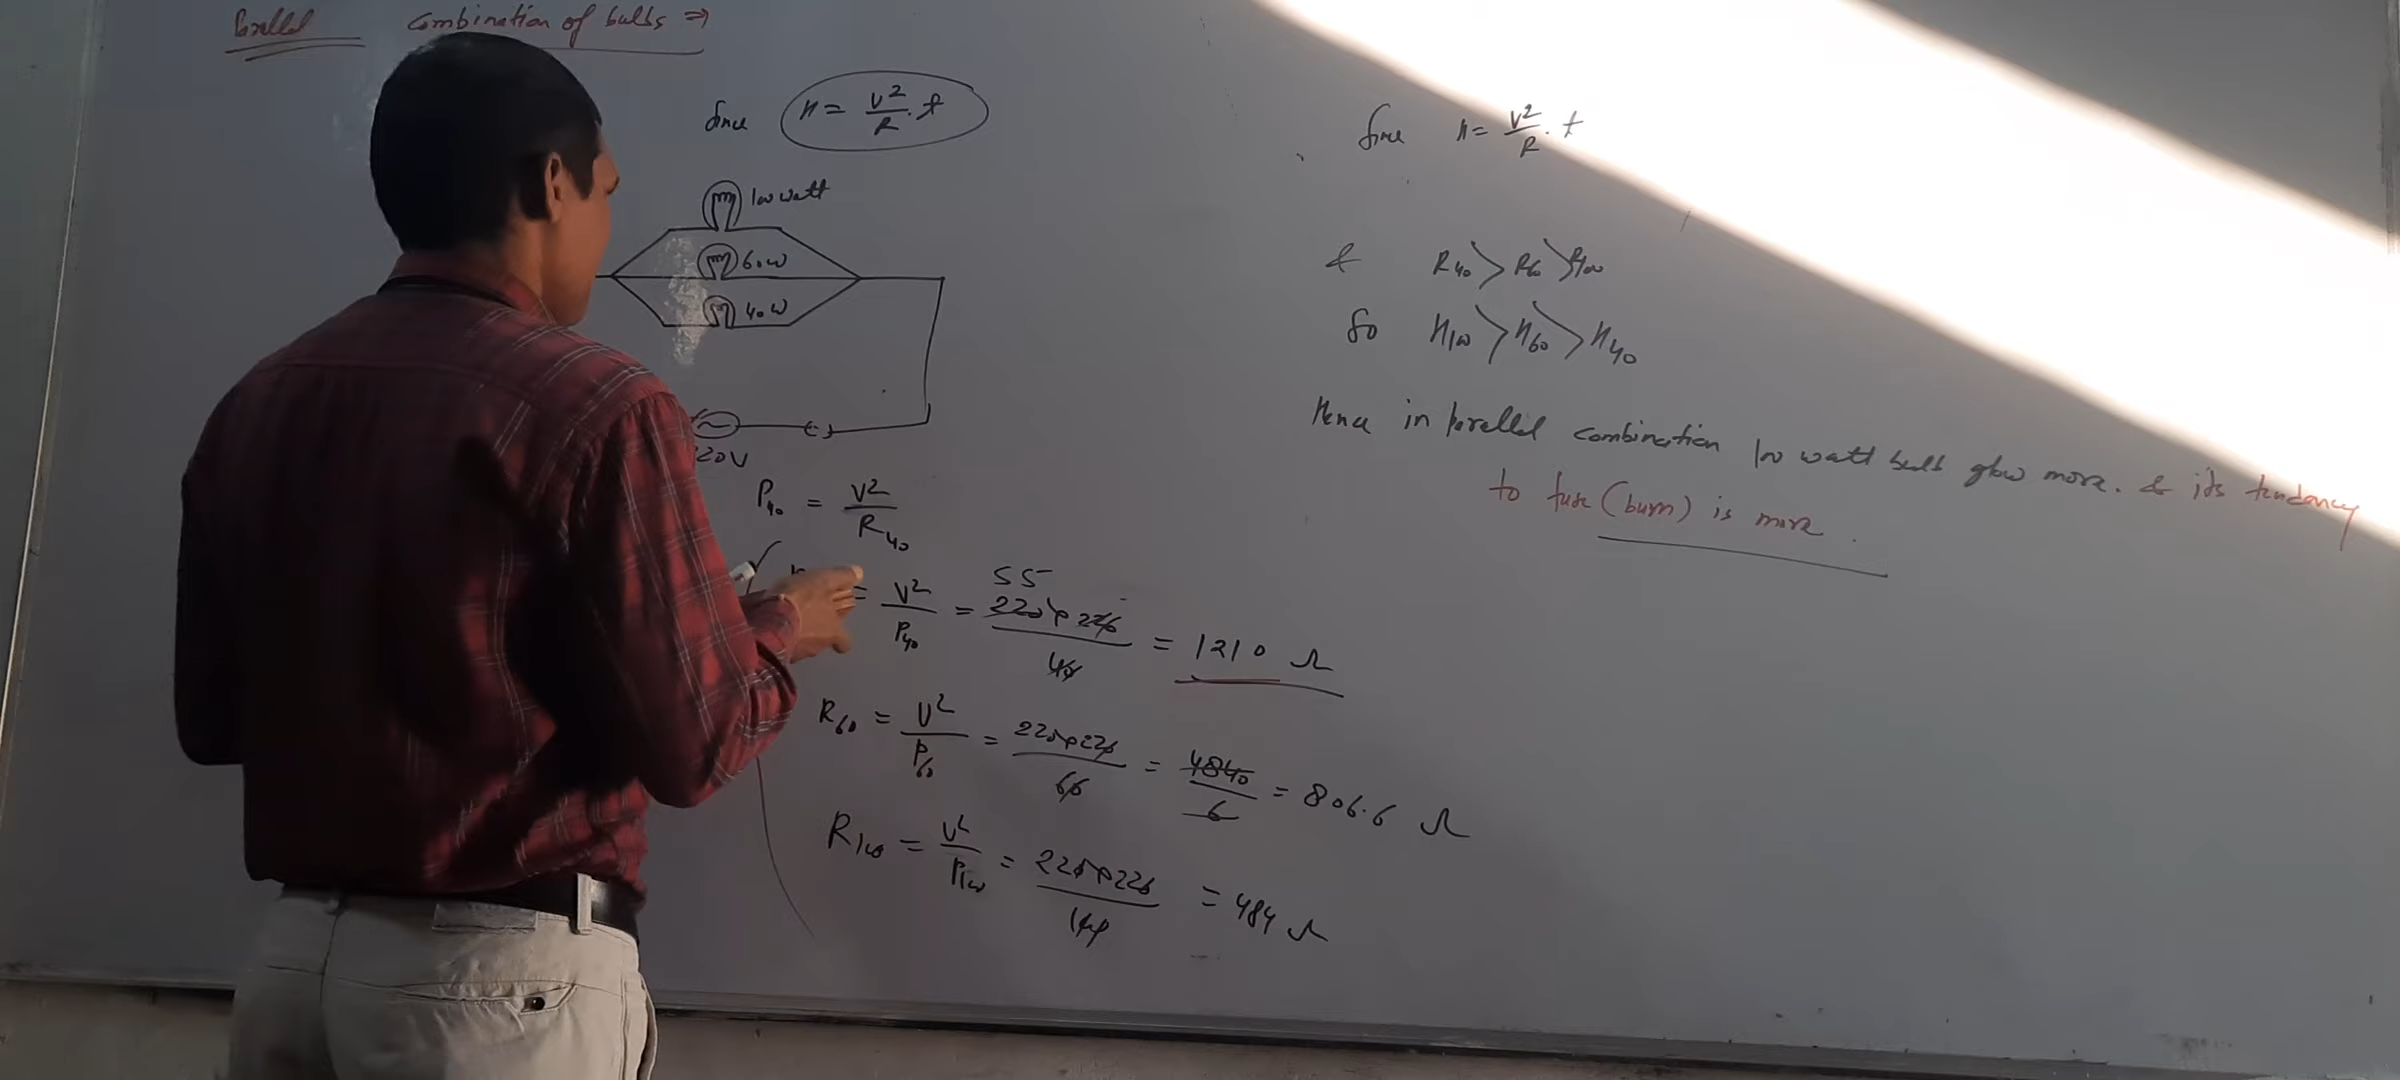 Parallel combination of bulbs ⇒
Since H = V²/R . t
100 watt
60W
40W
220V
P₄₀ = V²/R₄₀
= V²/P₄₀ = 220×220/40 = 1210 Ω
55
R₆₀ = V²/P₆₀ = 220×220/60 = 4840/6 = 806.6 Ω
R₁₀₀ = V²/P₁₀₀ = 220×220/100 = 484 Ω
Since H = V²/R . t
& R₄₀ > R₆₀ > R₁₀₀
So H₁₀₀ > H₆₀ > H₄₀
Hence in parallel combination 100 watt bulb glow more. & its tendency
to fuse (burn) is more .